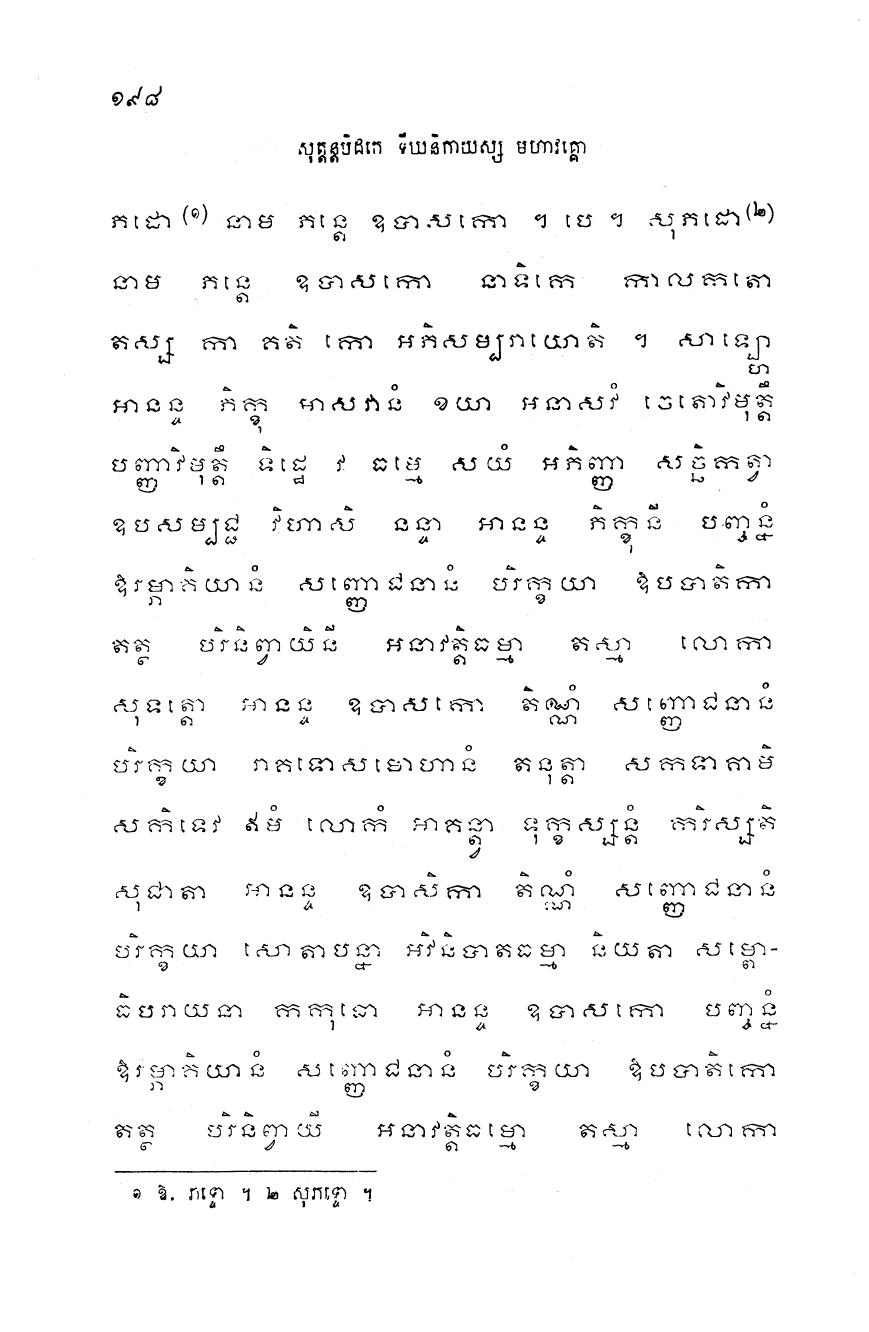 ១៩៨
សុត្តន្តបិដកេ ទីឃនិកាយស្ស មហាវគ្គោ
ភដោ (១) នាម ភន្តេ ឧបាសកោ ។ បេ ។ សុភដោ (២)
នាម ភន្តេ ឧបាសកោ នាទិកេ កាលកតោ
តស្ស កា គតិ កោ អភិសម្បរាយោតិ ។ សាឡ្ហោ
អានន្ទ ភិក្ខុ អាសវានំ ខយា អនាសវំ ចេតោវិមុត្តឹ
បញ្ញាវិមុត្តឹ ទិដ្ឋេ វ ធម្មេ សយំ អភិញ្ញា សច្ឆិកត្វា
ឧបសម្បជ្ជ វិហាសិ នន្ទា អានន្ទ ភិក្ខុនី បញ្ចន្នំ
ឱរម្ភាគិយានំ សញ្ញោជនានំ បរិក្ខយា ឱបបាតិកា
តត្ថ បរិនិព្វាយិនី អនាវត្តិធម្មា តស្មា លោកា
សុទត្តោ អានន្ទ ឧបាសកោ តិណ្ណំ សញ្ញោជនានំ
បរិក្ខយា រាគទោសមោហានំ តនុត្តា សកទាគាមិ
សកិទេវ ឥមំ លោកំ អាគន្ត្វា ទុក្ខស្សន្តំ ករិស្សតិ
សុជាតា អានន្ទ ឧបាសិកា តិណ្ណំ សញ្ញោជនានំ
បរិក្ខយា សោតាបន្នា អវិនិបាតធម្មា និយតា សម្ពោ-
ធិបរាយនា កកុធោ អានន្ទ ឧបាសកោ បញ្ចន្នំ
ឱរម្ភាគិយានំ សញ្ញោជនានំ បរិក្ខយា ឱបបាតិកោ
តត្ថ បរិនិព្វាយី អនាវត្តិធម្មោ តស្មា លោកា
១ ឱ. ភទ្ទោ ។ ២ សុភទ្ទោ ។